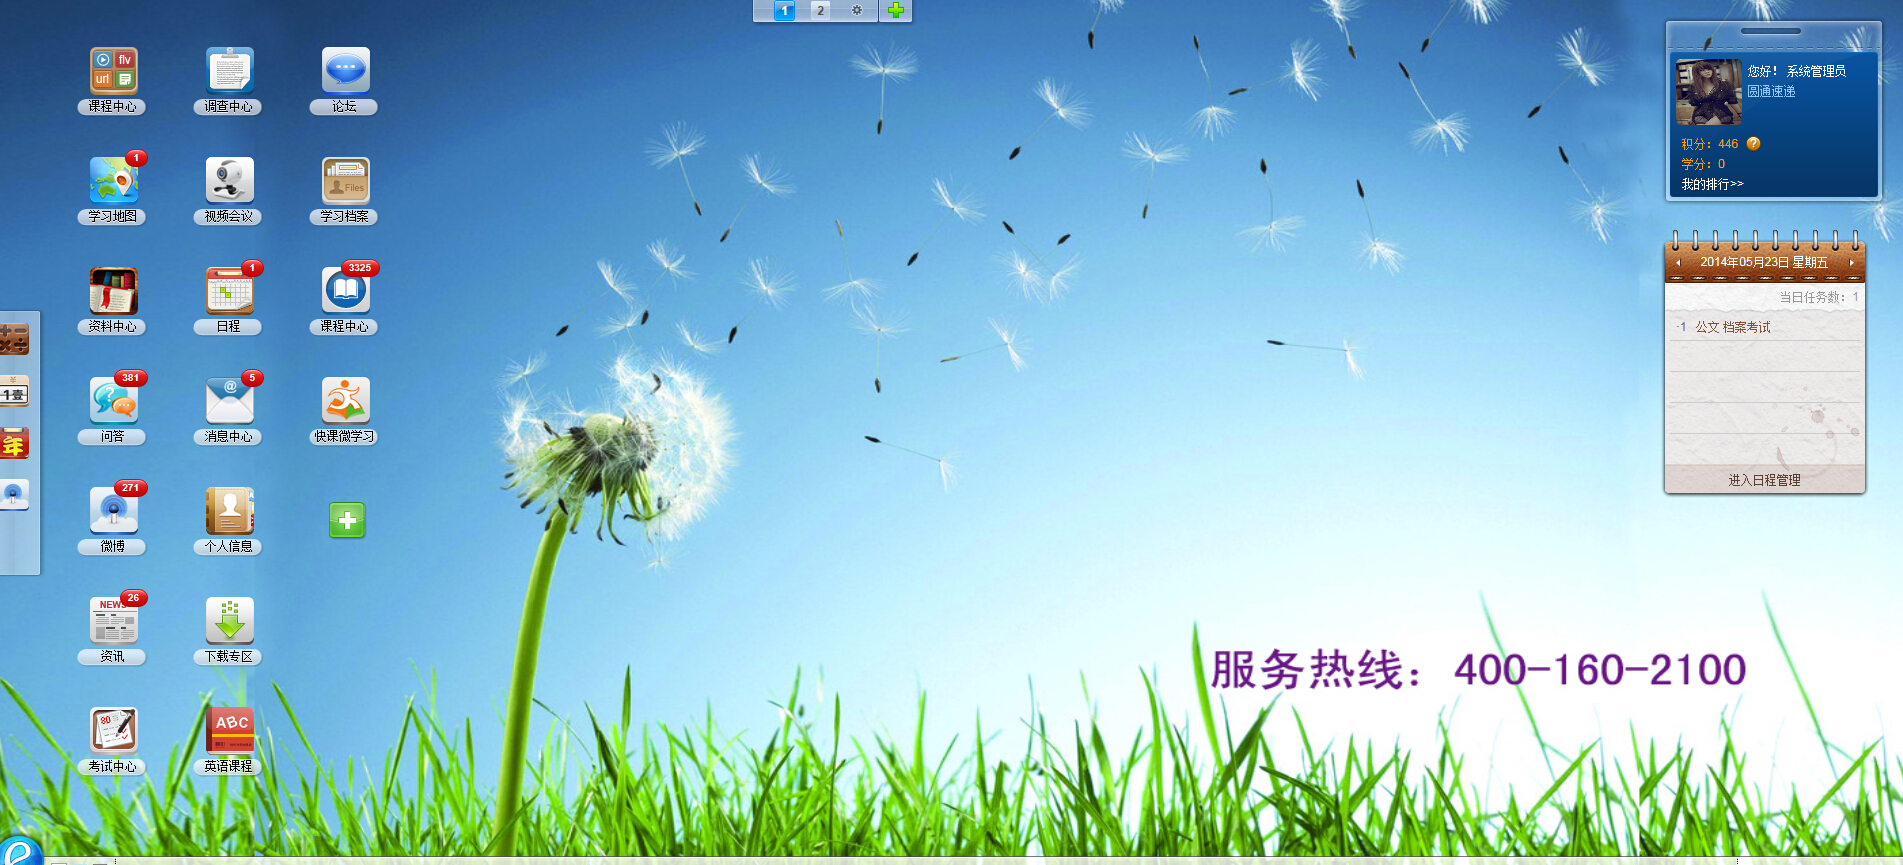 1
2
flv
url
课程中心
调查中心
论坛
1
Files
学习地图
视频会议
学习档案
1
3325
资料中心
日程
课程中心
381
@
5
问答
消息中心
快课微学习
271
微博
个人信息
NEWS
26
资讯
下载专区
80
ABC
考试中心
英语课程
1壹
年
您好！ 系统管理员
圆通速递
积分：446
?
学分：0
我的排行>>
2014年05月23日 星期五
当日任务数：1
·1 公文 档案考试
进入日程管理
服务热线：400-160-2100